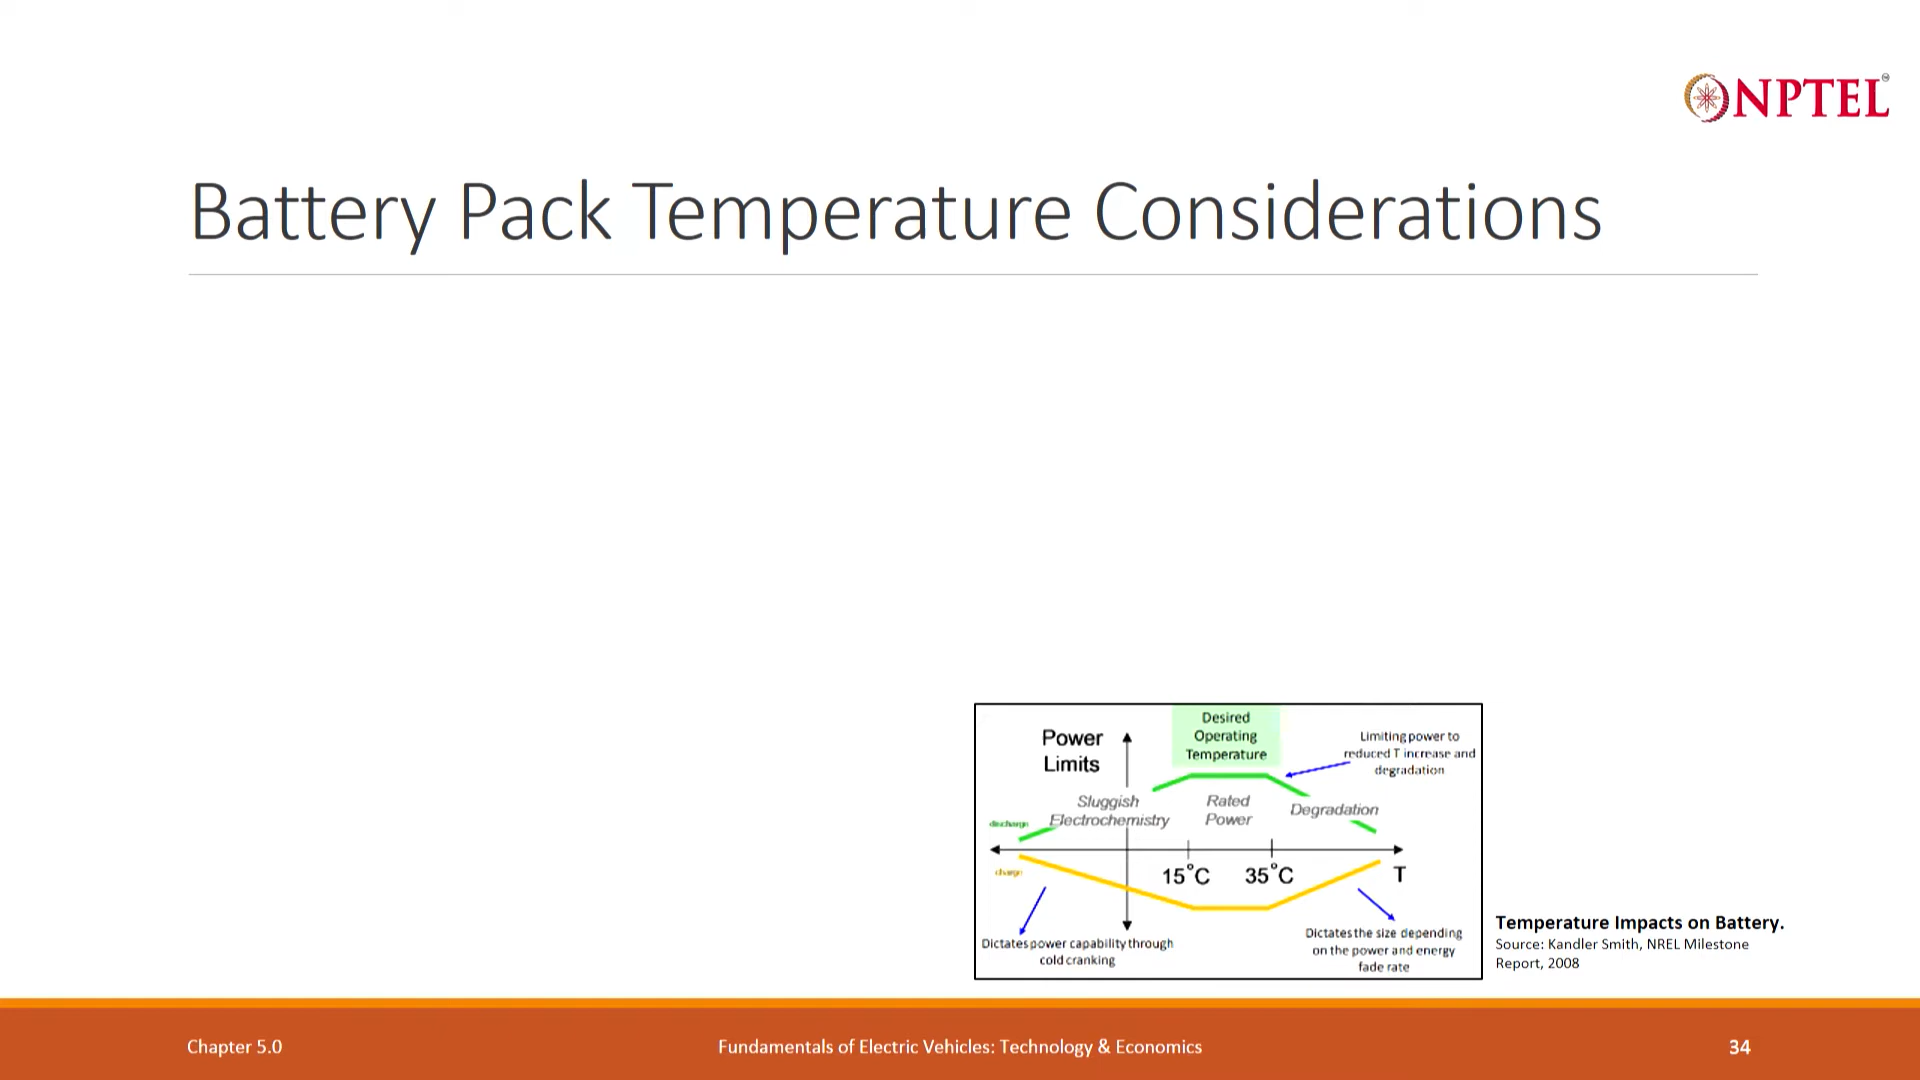 NPTEL
Battery Pack Temperature Considerations
Desired
Operating
Temperature
Power
Limits
Limiting power to
reduced T increase and
degradation
Sluggish
Electrochemistry
Rated
Power
Degradation
discharge
charge
15°C
35°C
T
Dictates power capability through
cold cranking
Dictates the size depending
on the power and energy
fade rate
Temperature Impacts on Battery.
Source: Kandler Smith, NREL Milestone
Report, 2008
Chapter 5.0
Fundamentals of Electric Vehicles: Technology & Economics
34